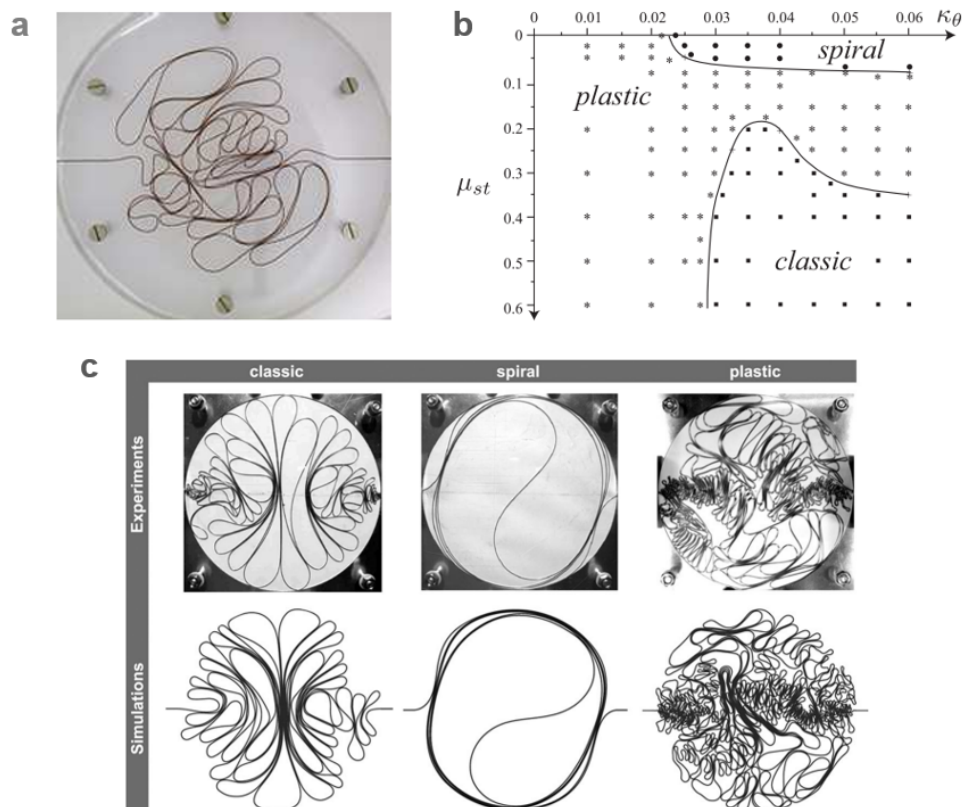 a
b
0 0.01 0.02 0.03 0.04 0.05 0.06 κθ
0
0.1
0.2
0.3
0.4
0.5
0.6
μst
plastic
spiral
classic
c
classic spiral plastic
Experiments
Simulations